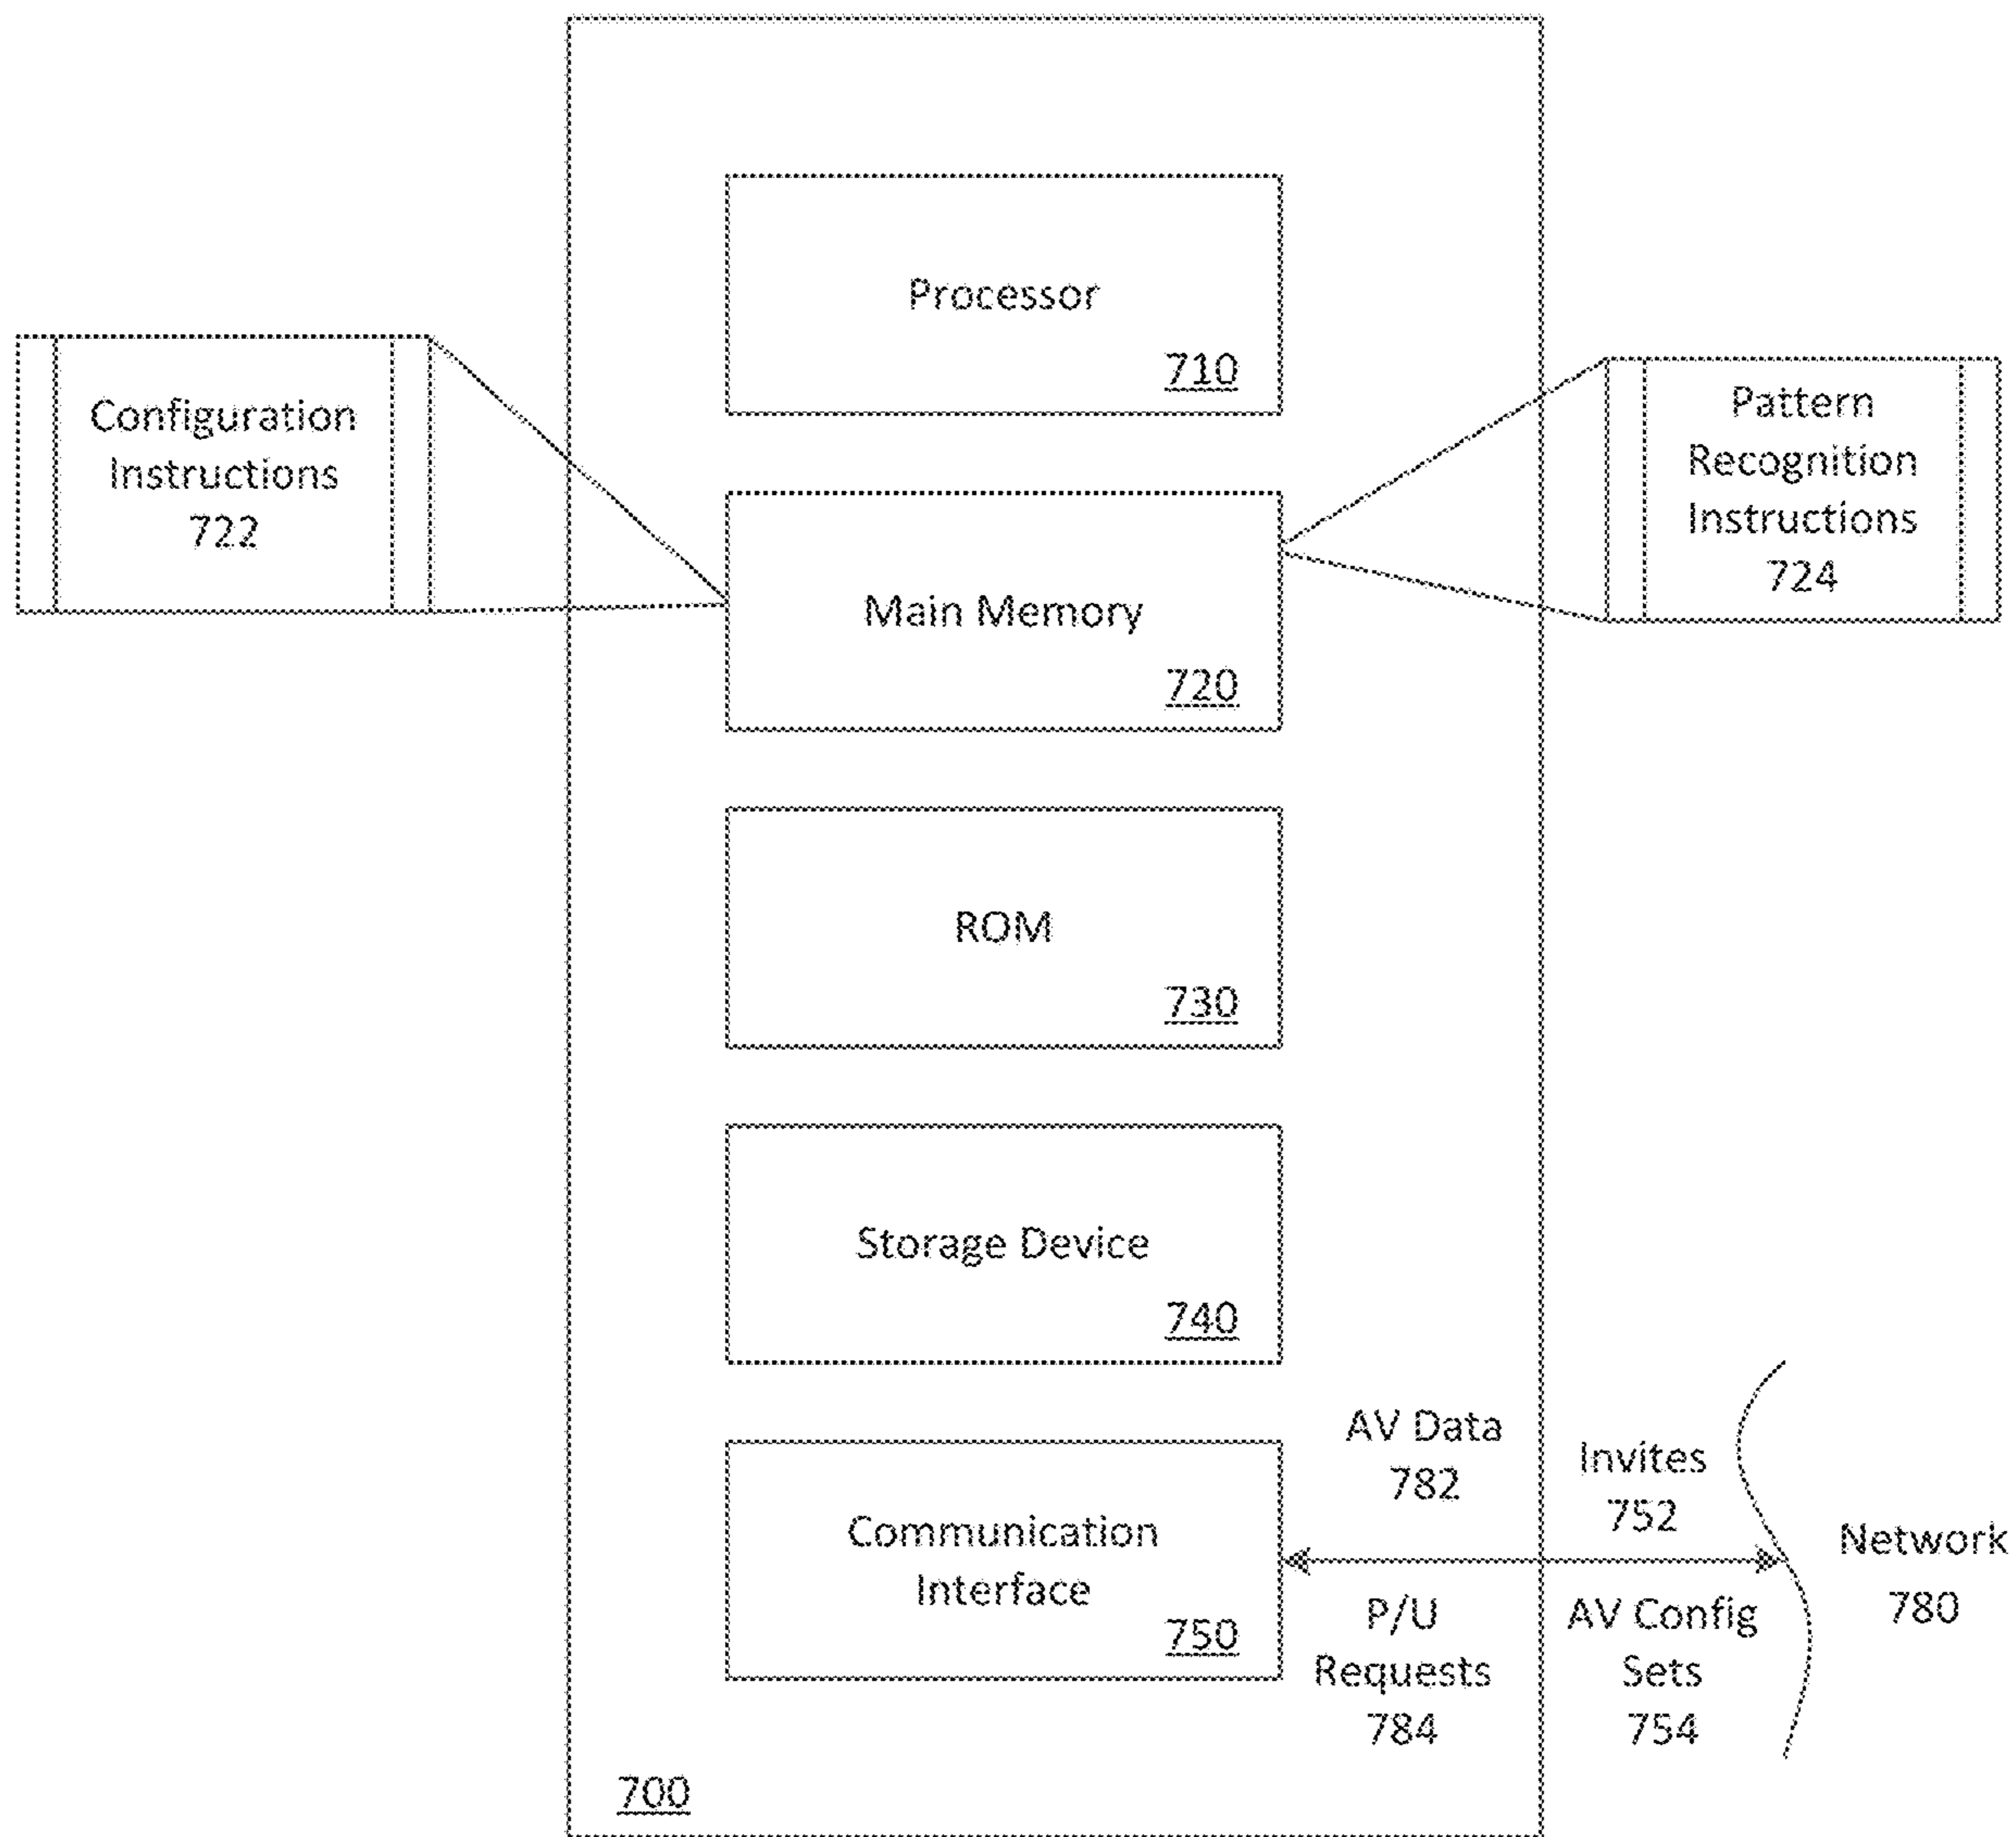 Processor
710
Configuration
Instructions
722
Pattern
Recognition
Instructions
724
Main Memory
720
ROM
730
Storage Device
740
Communication
Interface
750
AV Data
782
Invites
752
P/U
Requests
784
AV Config
Sets
754
Network
780
700